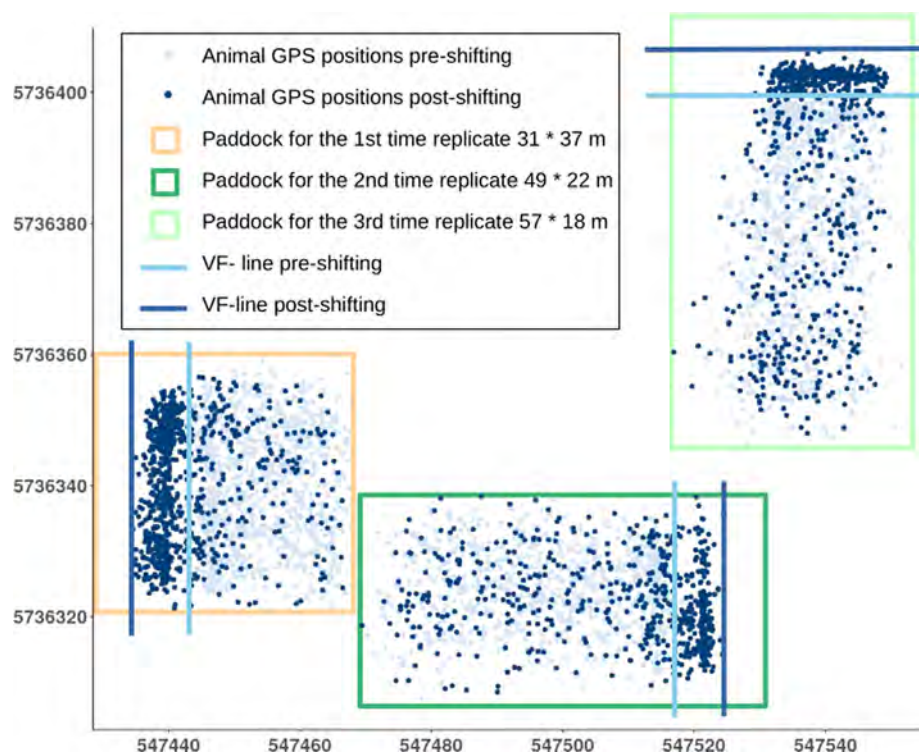 Animal GPS positions pre-shifting
Animal GPS positions post-shifting
Paddock for the 1st time replicate 31 * 37 m
Paddock for the 2nd time replicate 49 * 22 m
Paddock for the 3rd time replicate 57 * 18 m
VF- line pre-shifting
VF-line post-shifting
5736400
5736380
5736360
5736340
5736320
547440 547460 547480 547500 547520 547540